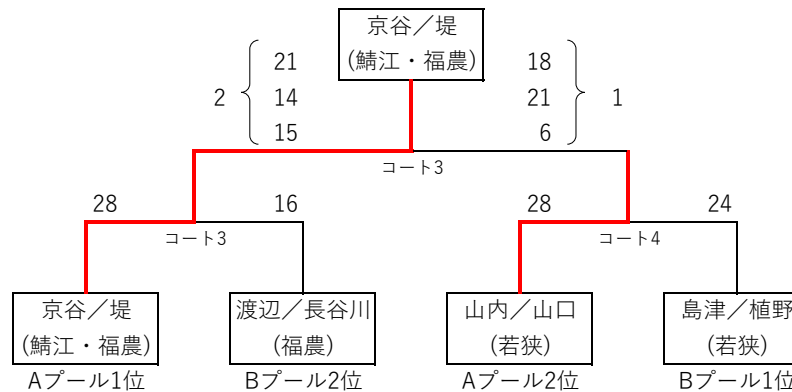 京谷／堤
(鯖江・福農)
21 18
2 14 21 1
15 6
コート3
28 16 28 24
コート3 コート4
京谷／堤 渡辺／長谷川 山内／山口 島津／植野
(鯖江・福農) (福農) (若狭) (若狭)
Aプール1位 Bプール2位 Aプール2位 Bプール1位